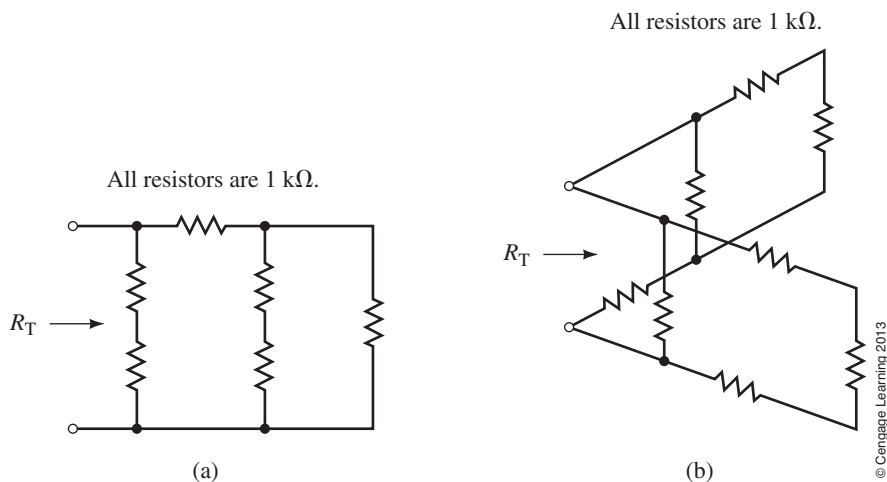 All resistors are 1 kΩ.
R_T
(a)
All resistors are 1 kΩ.
R_T
(b)
© Cengage Learning 2013